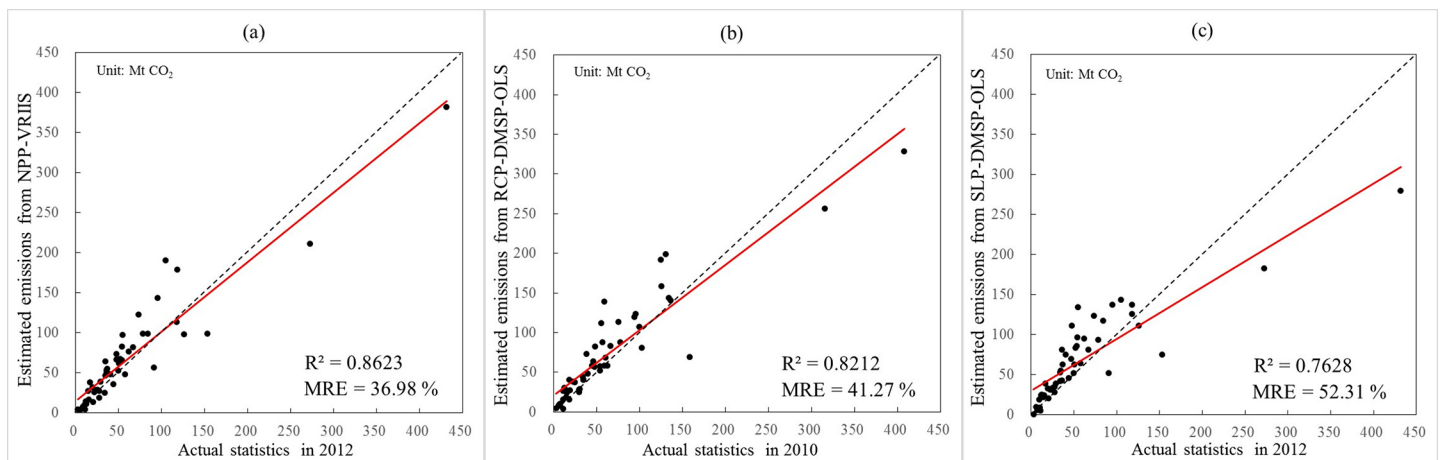 (a)
Unit: Mt CO₂
Estimated emissions from NPP-VRIIS
450
400
350
300
250
200
150
100
50
0
R² = 0.8623
MRE = 36.98 %
0 50 100 150 200 250 300 350 400 450
Actual statistics in 2012
(b)
Unit: Mt CO₂
Estimated emissions from RCP-DMSP-OLS
450
400
350
300
250
200
150
100
50
0
R² = 0.8212
MRE = 41.27 %
0 50 100 150 200 250 300 350 400 450
Actual statistics in 2010
(c)
Unit: Mt CO₂
Estimated emissions from SLP-DMSP-OLS
450
400
350
300
250
200
150
100
50
0
R² = 0.7628
MRE = 52.31 %
0 50 100 150 200 250 300 350 400 450
Actual statistics in 2012